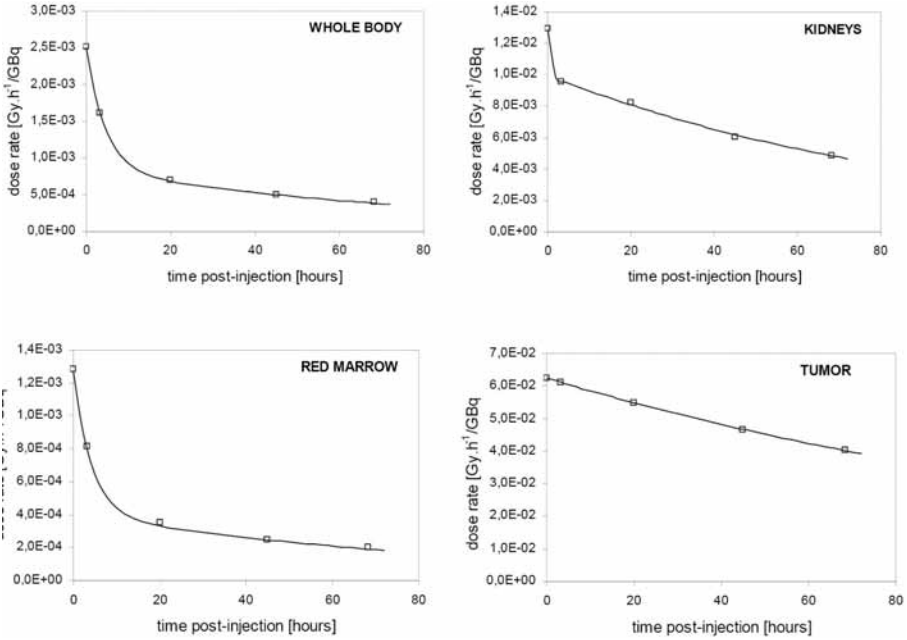 WHOLE BODY
3,0E-03
2,5E-03
2,0E-03
1,5E-03
1,0E-03
5,0E-04
0,0E+00
dose rate [Gy.h⁻¹/GBq]
0 20 40 60 80
time post-injection [hours]
KIDNEYS
1,4E-02
1,2E-02
1,0E-02
8,0E-03
6,0E-03
4,0E-03
2,0E-03
0,0E+00
dose rate [Gy.h⁻¹/GBq]
0 20 40 60 80
time post-injection [hours]
RED MARROW
1,4E-03
1,2E-03
1,0E-03
8,0E-04
6,0E-04
4,0E-04
2,0E-04
0,0E+00
0 20 40 60 80
time post-injection [hours]
TUMOR
7,0E-02
6,0E-02
5,0E-02
4,0E-02
3,0E-02
2,0E-02
1,0E-02
0,0E+00
dose rate [Gy.h⁻¹/GBq]
0 20 40 60 80
time post-injection [hours]